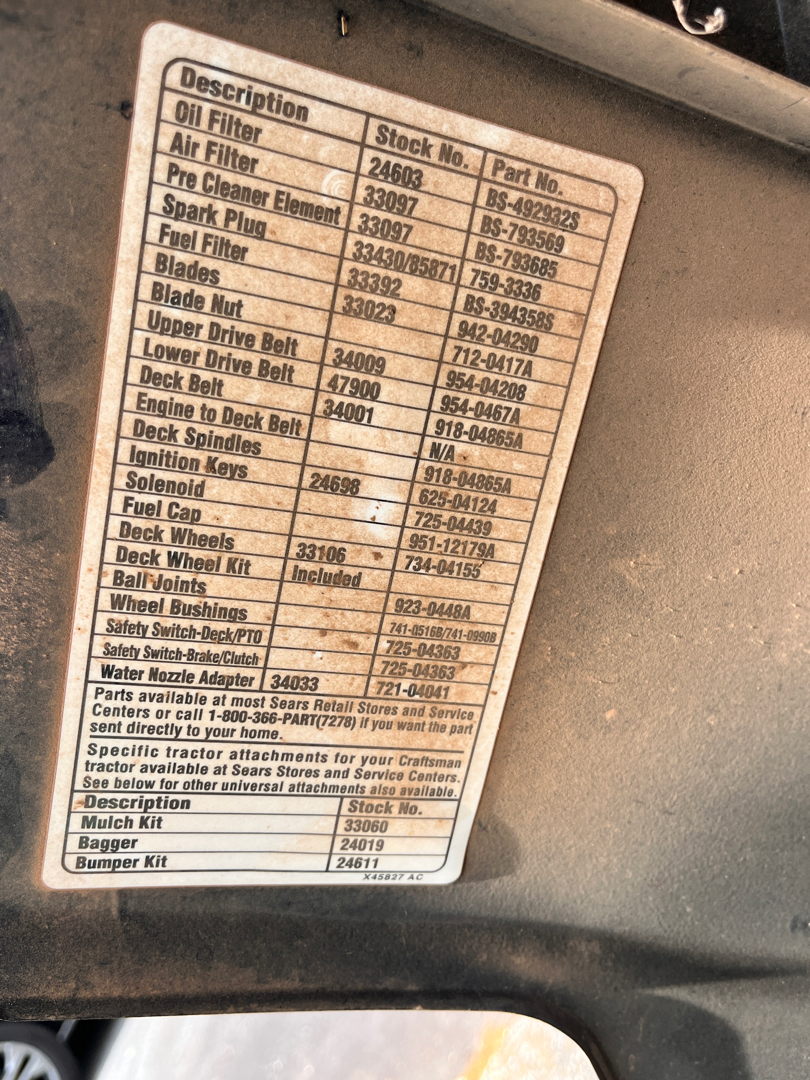 Description Stock No. Part No.
Oil Filter 24603 BS-492932S
Air Filter 33097 BS-793569
Pre Cleaner Element 33097 BS-793685
Spark Plug 33430/85871 759-3336
Fuel Filter 33392 BS-394358S
Blades 33023 942-04290
Blade Nut 712-0417A
Upper Drive Belt 34009 954-04208
Lower Drive Belt 47900 954-0467A
Deck Belt 34001 918-04865A
Engine to Deck Belt N/A
Deck Spindles 918-04865A
Ignition Keys 24698 625-04124
Solenoid 725-04439
Fuel Cap 951-12179A
Deck Wheels 33106 734-04155
Deck Wheel Kit Included
Ball Joints 923-0448A
Wheel Bushings 741-0516B/741-0990B
Safety Switch-Deck/PTO 725-04363
Safety Switch-Brake/Clutch 725-04363
Water Nozzle Adapter 34033 721-04041
Parts available at most Sears Retail Stores and Service
Centers or call 1-800-366-PART(7278) if you want the part
sent directly to your home.
Specific tractor attachments for your Craftsman
tractor available at Sears Stores and Service Centers.
See below for other universal attachments also available.
Description Stock No.
Mulch Kit 33060
Bagger 24019
Bumper Kit 24611
X45827 AC